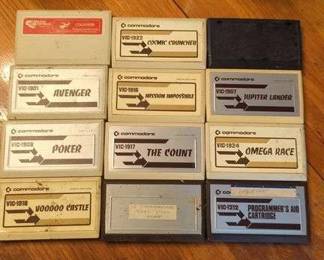 commodore
VIC-1922
COSMIC CRUNCHER
commodore
VIC-1901
AVENGER
commodore
VIC-1916
MISSION IMPOSSIBLE
commodore
VIC-1907
JUPITER LANDER
commodore
VIC-1908
POKER
commodore
VIC-1917
THE COUNT
commodore
VIC-1924
OMEGA RACE
commodore
VIC-1918
VOODOO CASTLE
VIC-1212
PROGRAMMER'S AID
CARTRIDGE